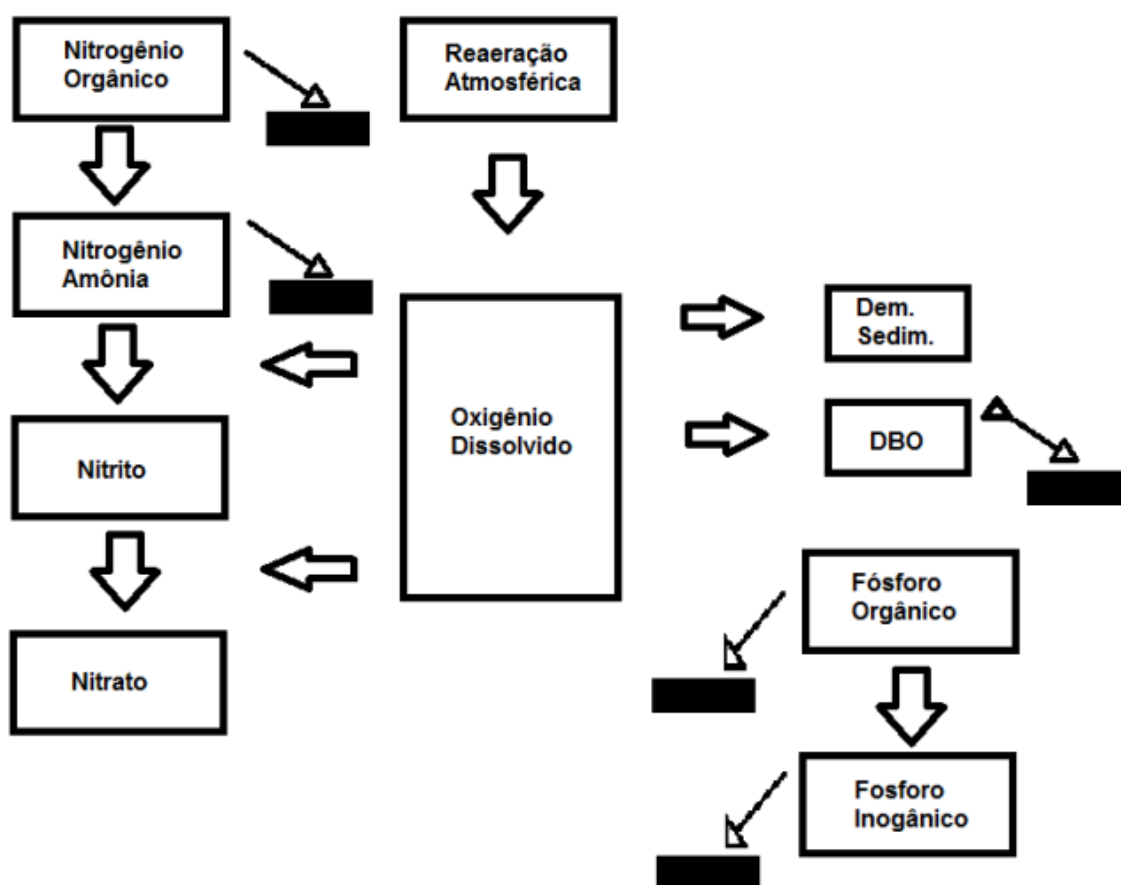 Nitrogênio
Orgânico
Reaeração
Atmosférica
Nitrogênio
Amônia
Dem.
Sedim.
Oxigênio
Dissolvido
DBO
Nitrito
Fósforo
Orgânico
Nitrato
Fosforo
Inogânico